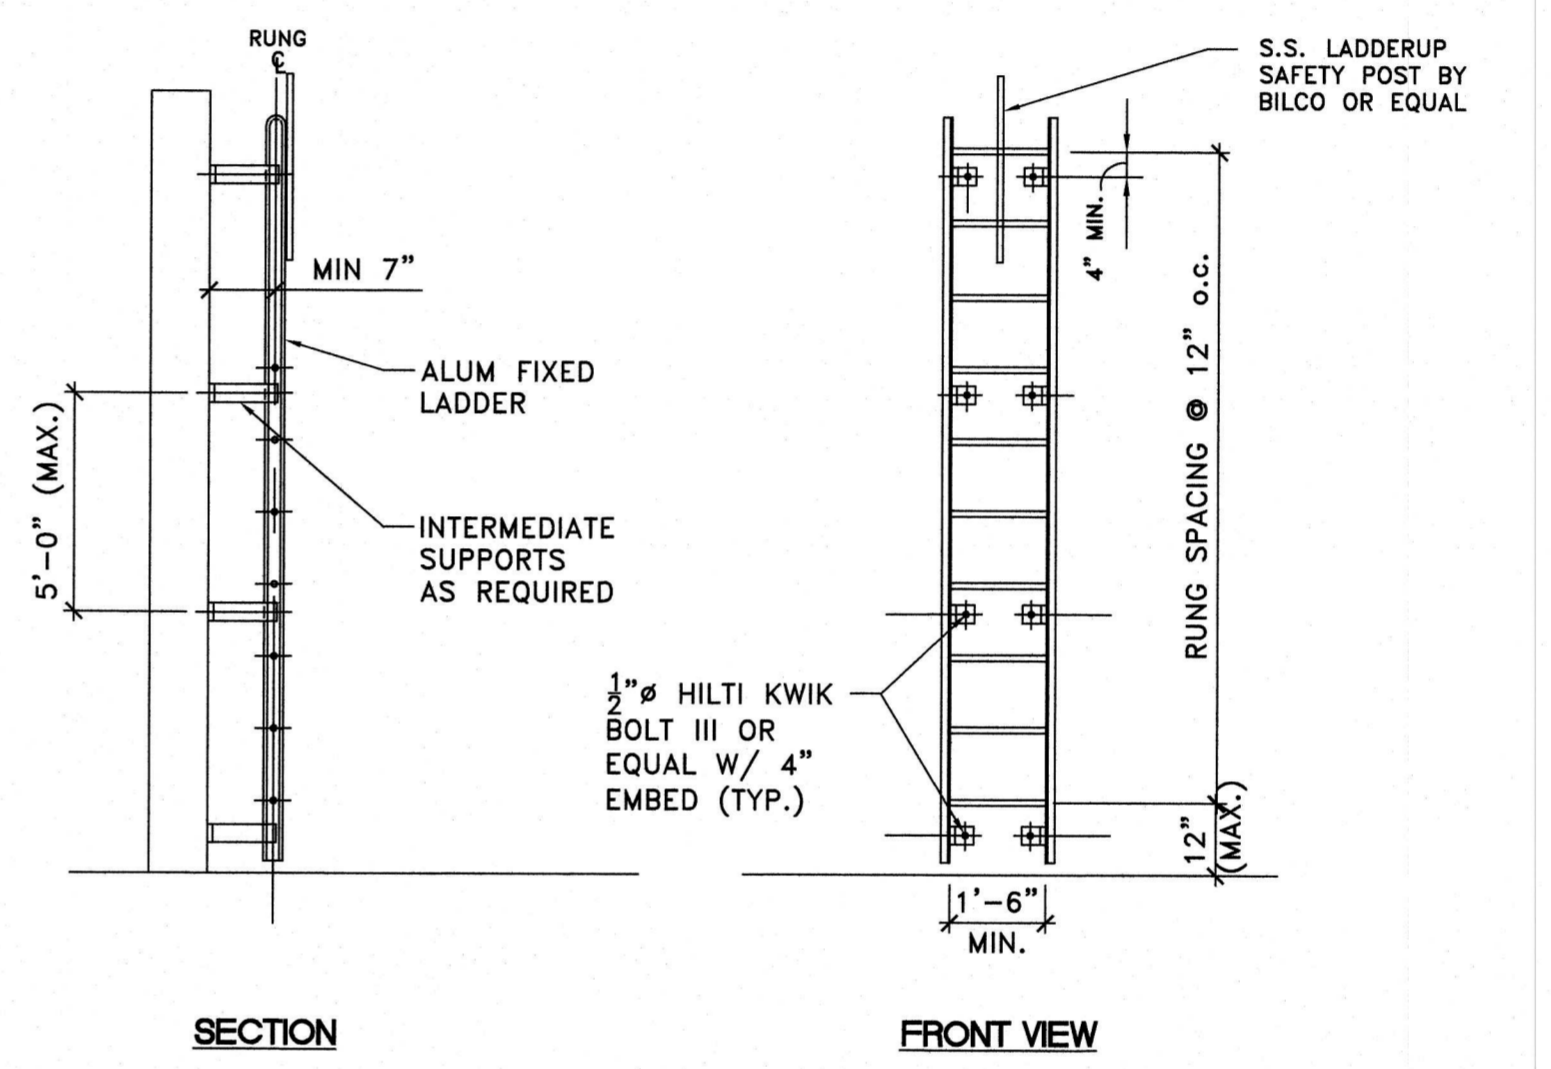 RUNG
℄
MIN 7”
ALUM FIXED
LADDER
5’-0” (MAX.)
INTERMEDIATE
SUPPORTS
AS REQUIRED
SECTION
S.S. LADDERUP
SAFETY POST BY
BILCO OR EQUAL
4” MIN.
RUNG SPACING @ 12” o.c.
½”ø HILTI KWIK
BOLT III OR
EQUAL W/ 4”
EMBED (TYP.)
12”
(MAX.)
1’-6”
MIN.
FRONT VIEW